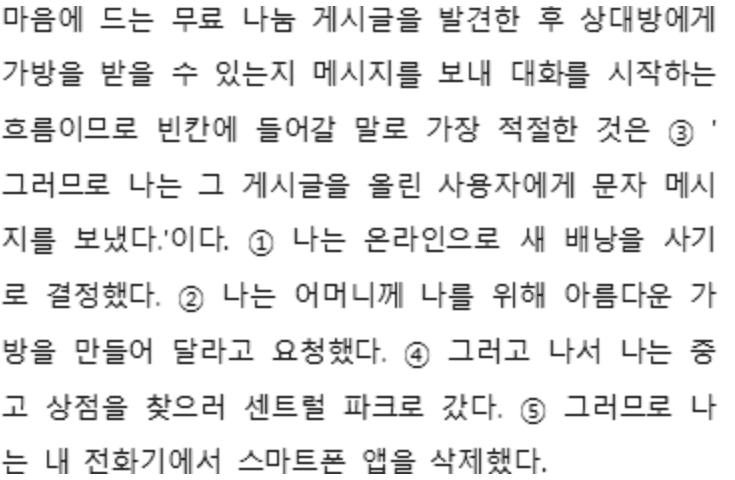 마음에 드는 무료 나눔 게시글을 발견한 후 상대방에게
가방을 받을 수 있는지 메시지를 보내 대화를 시작하는
흐름이므로 빈칸에 들어갈 말로 가장 적절한 것은 ③ '
그러므로 나는 그 게시글을 올린 사용자에게 문자 메시
지를 보냈다.'이다. ① 나는 온라인으로 새 배낭을 사기
로 결정했다. ② 나는 어머니께 나를 위해 아름다운 가
방을 만들어 달라고 요청했다. ④ 그러고 나서 나는 중
고 상점을 찾으러 센트럴 파크로 갔다. ⑤ 그러므로 나
는 내 전화기에서 스마트폰 앱을 삭제했다.